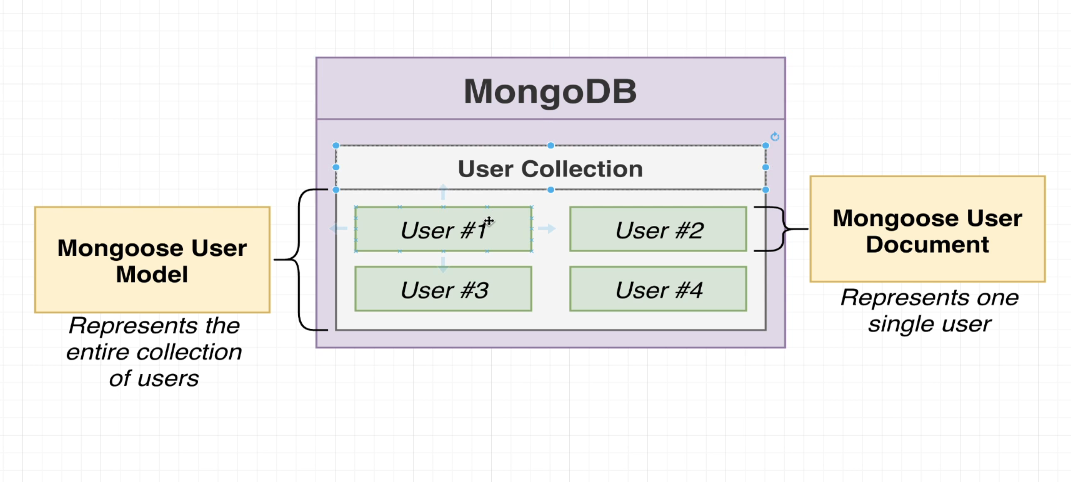 MongoDB
User Collection
User #1
User #2
User #3
User #4
Mongoose User
Model
Represents the
entire collection
of users
Mongoose User
Document
Represents one
single user